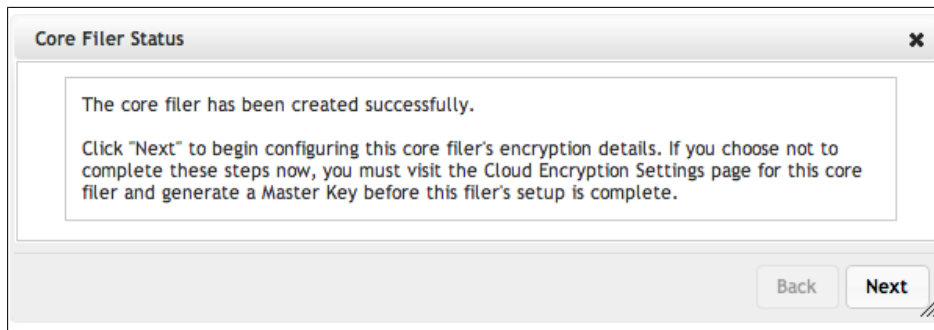 Core Filer Status
The core filer has been created successfully.
Click "Next" to begin configuring this core filer's encryption details. If you choose not to
complete these steps now, you must visit the Cloud Encryption Settings page for this core
filer and generate a Master Key before this filer's setup is complete.
Back
Next